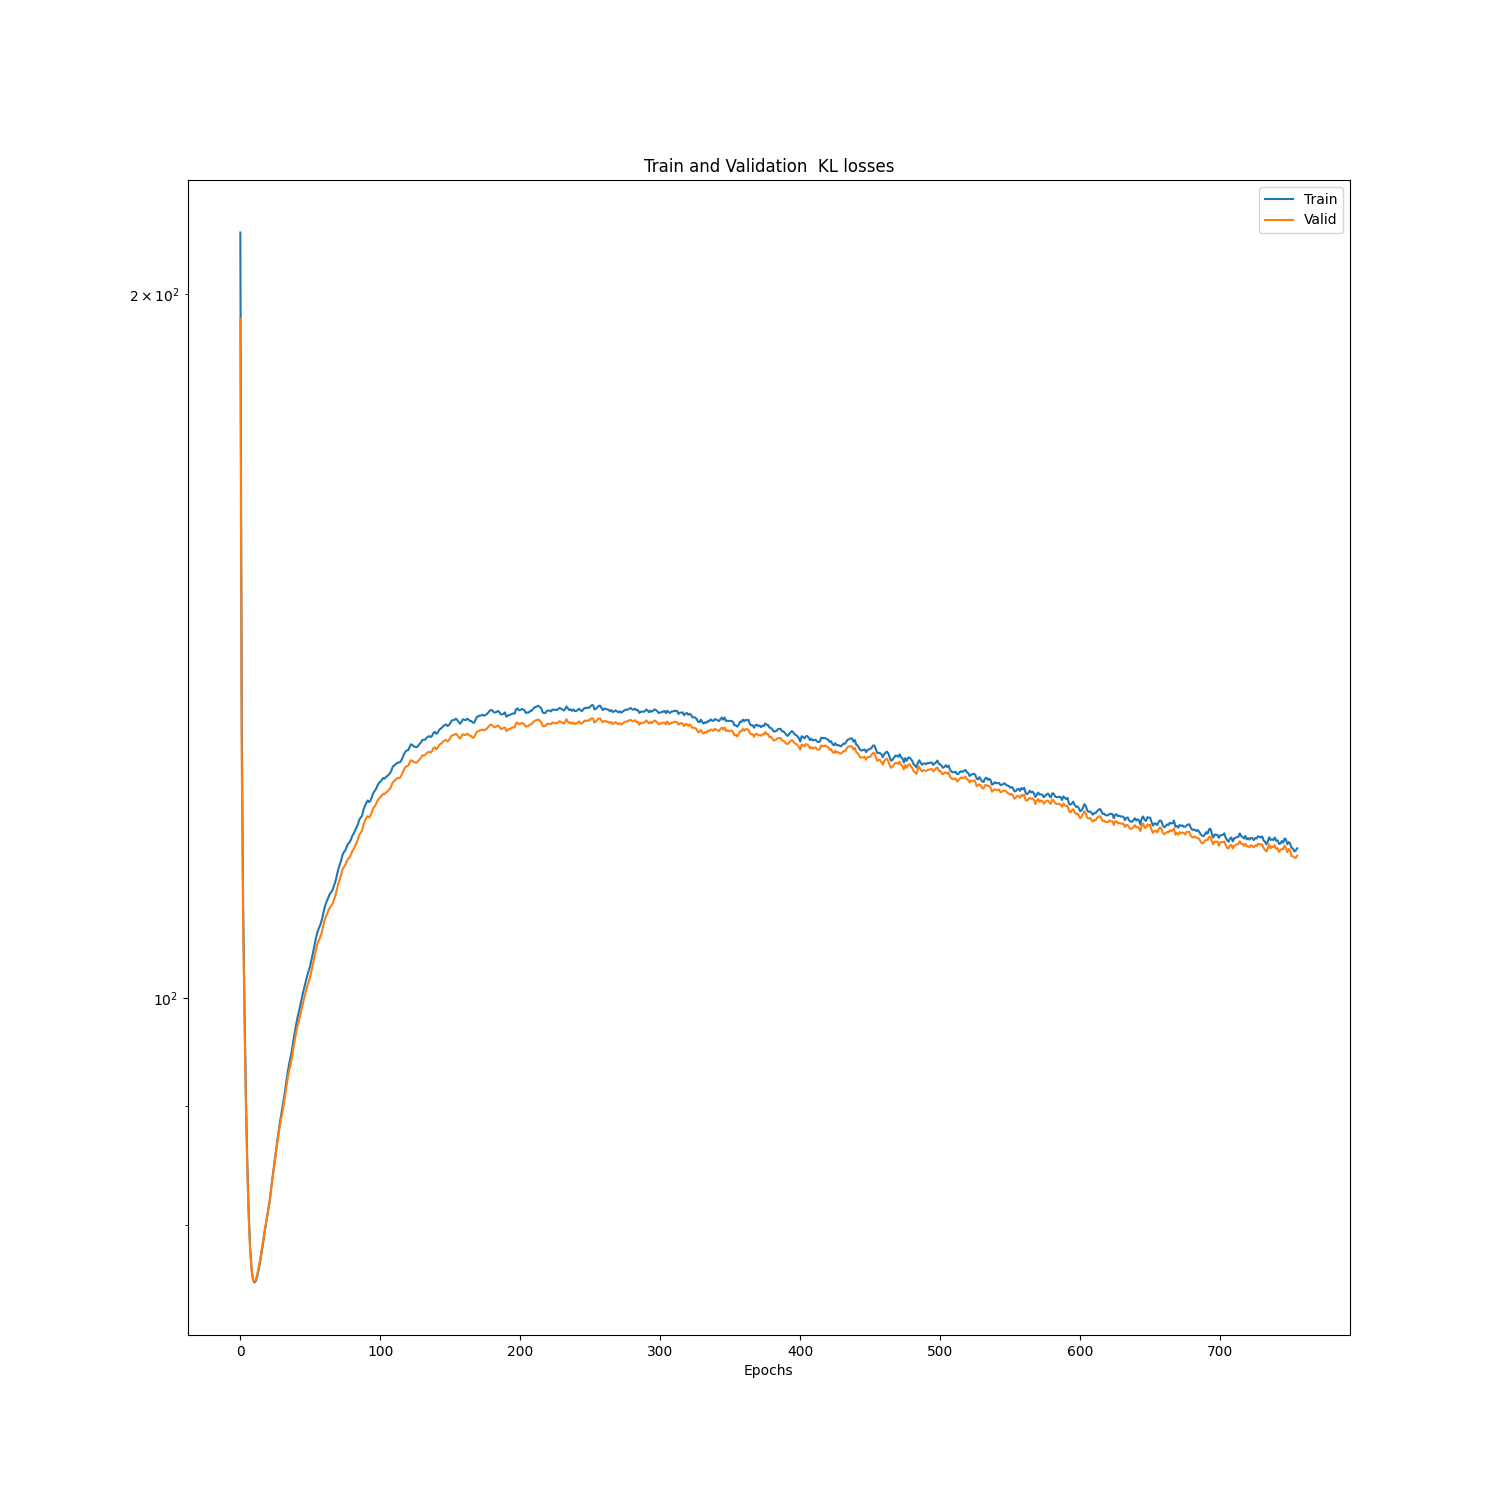 Train and Validation  KL losses
Train
Valid
2 × 10²
10²
0 100 200 300 400 500 600 700
Epochs